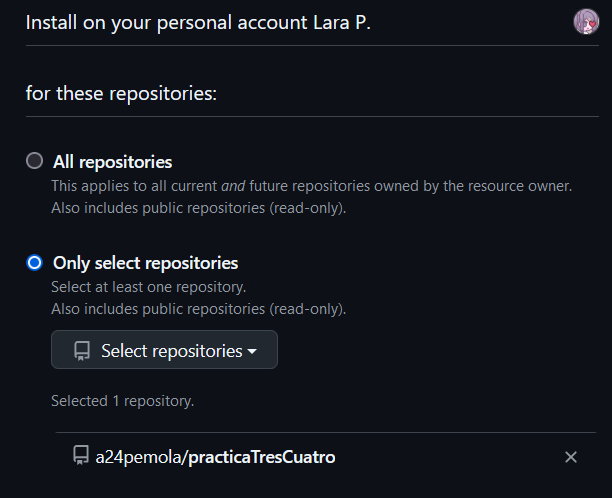 Install on your personal account Lara P.
for these repositories:
All repositories
This applies to all current and future repositories owned by the resource owner.
Also includes public repositories (read-only).
Only select repositories
Select at least one repository.
Also includes public repositories (read-only).
Select repositories
Selected 1 repository.
a24pemola/practicaTresCuatro